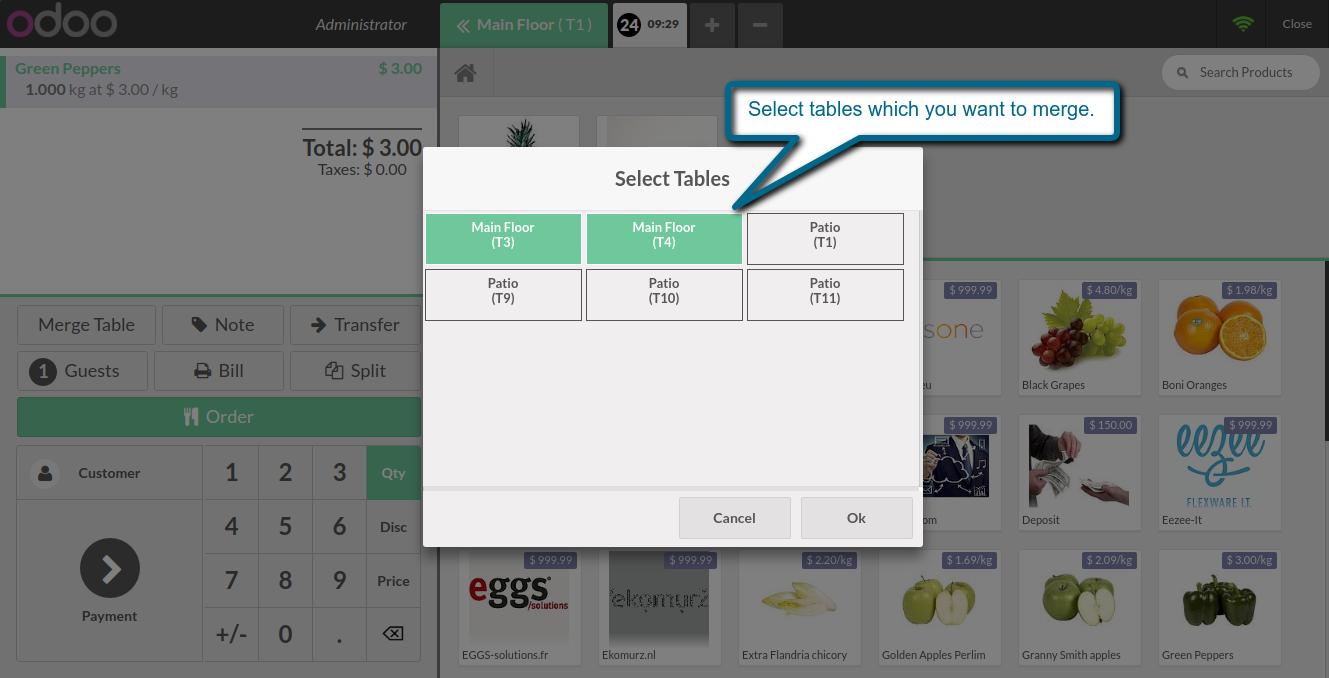 odoo
Administrator
Main Floor ( T1 )
24 09:29
Close
Green Peppers $ 3.00
1.000 kg at $ 3.00 / kg
Search Products
Select tables which you want to merge.
Total: $ 3.00
Taxes: $ 0.00
Select Tables
Main Floor
(T3)
Main Floor
(T4)
Patio
(T1)
Patio
(T9)
Patio
(T10)
Patio
(T11)
Cancel
Ok
Merge Table
Note
Transfer
1 Guests
Bill
Split
Order
Customer
1 2 3 Qty
4 5 6 Disc
7 8 9 Price
+/- 0 .
Payment
$ 999.99
sone
eu
$ 4.80/kg
Black Grapes
$ 1.98/kg
Boni Oranges
$ 999.99
om
$ 150.00
Deposit
$ 999.99
eezee
FLEXWARE I.T.
Eezee-It
$ 999.99
eggs
/solutions
EGGS-solutions.fr
$ 999.99
ekomurz
Ekomurz.nl
$ 2.20/kg
Extra Flandria chicory
$ 1.69/kg
Golden Apples Perlim
$ 2.09/kg
Granny Smith apples
$ 3.00/kg
Green Peppers